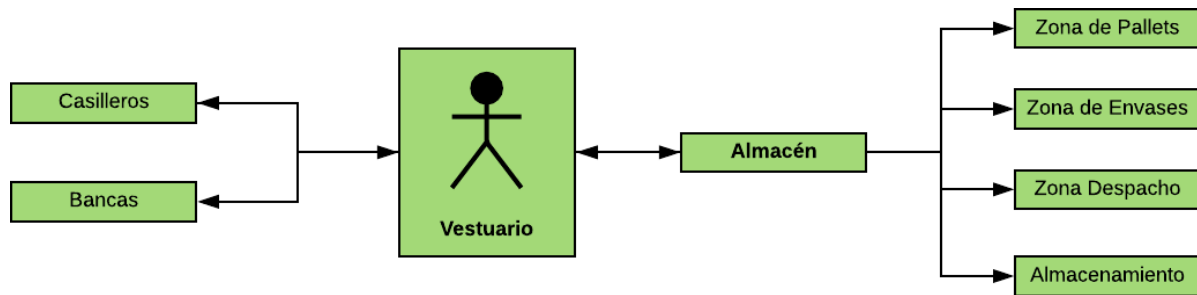 Casilleros
Bancas
Vestuario
Almacén
Zona de Pallets
Zona de Envases
Zona Despacho
Almacenamiento